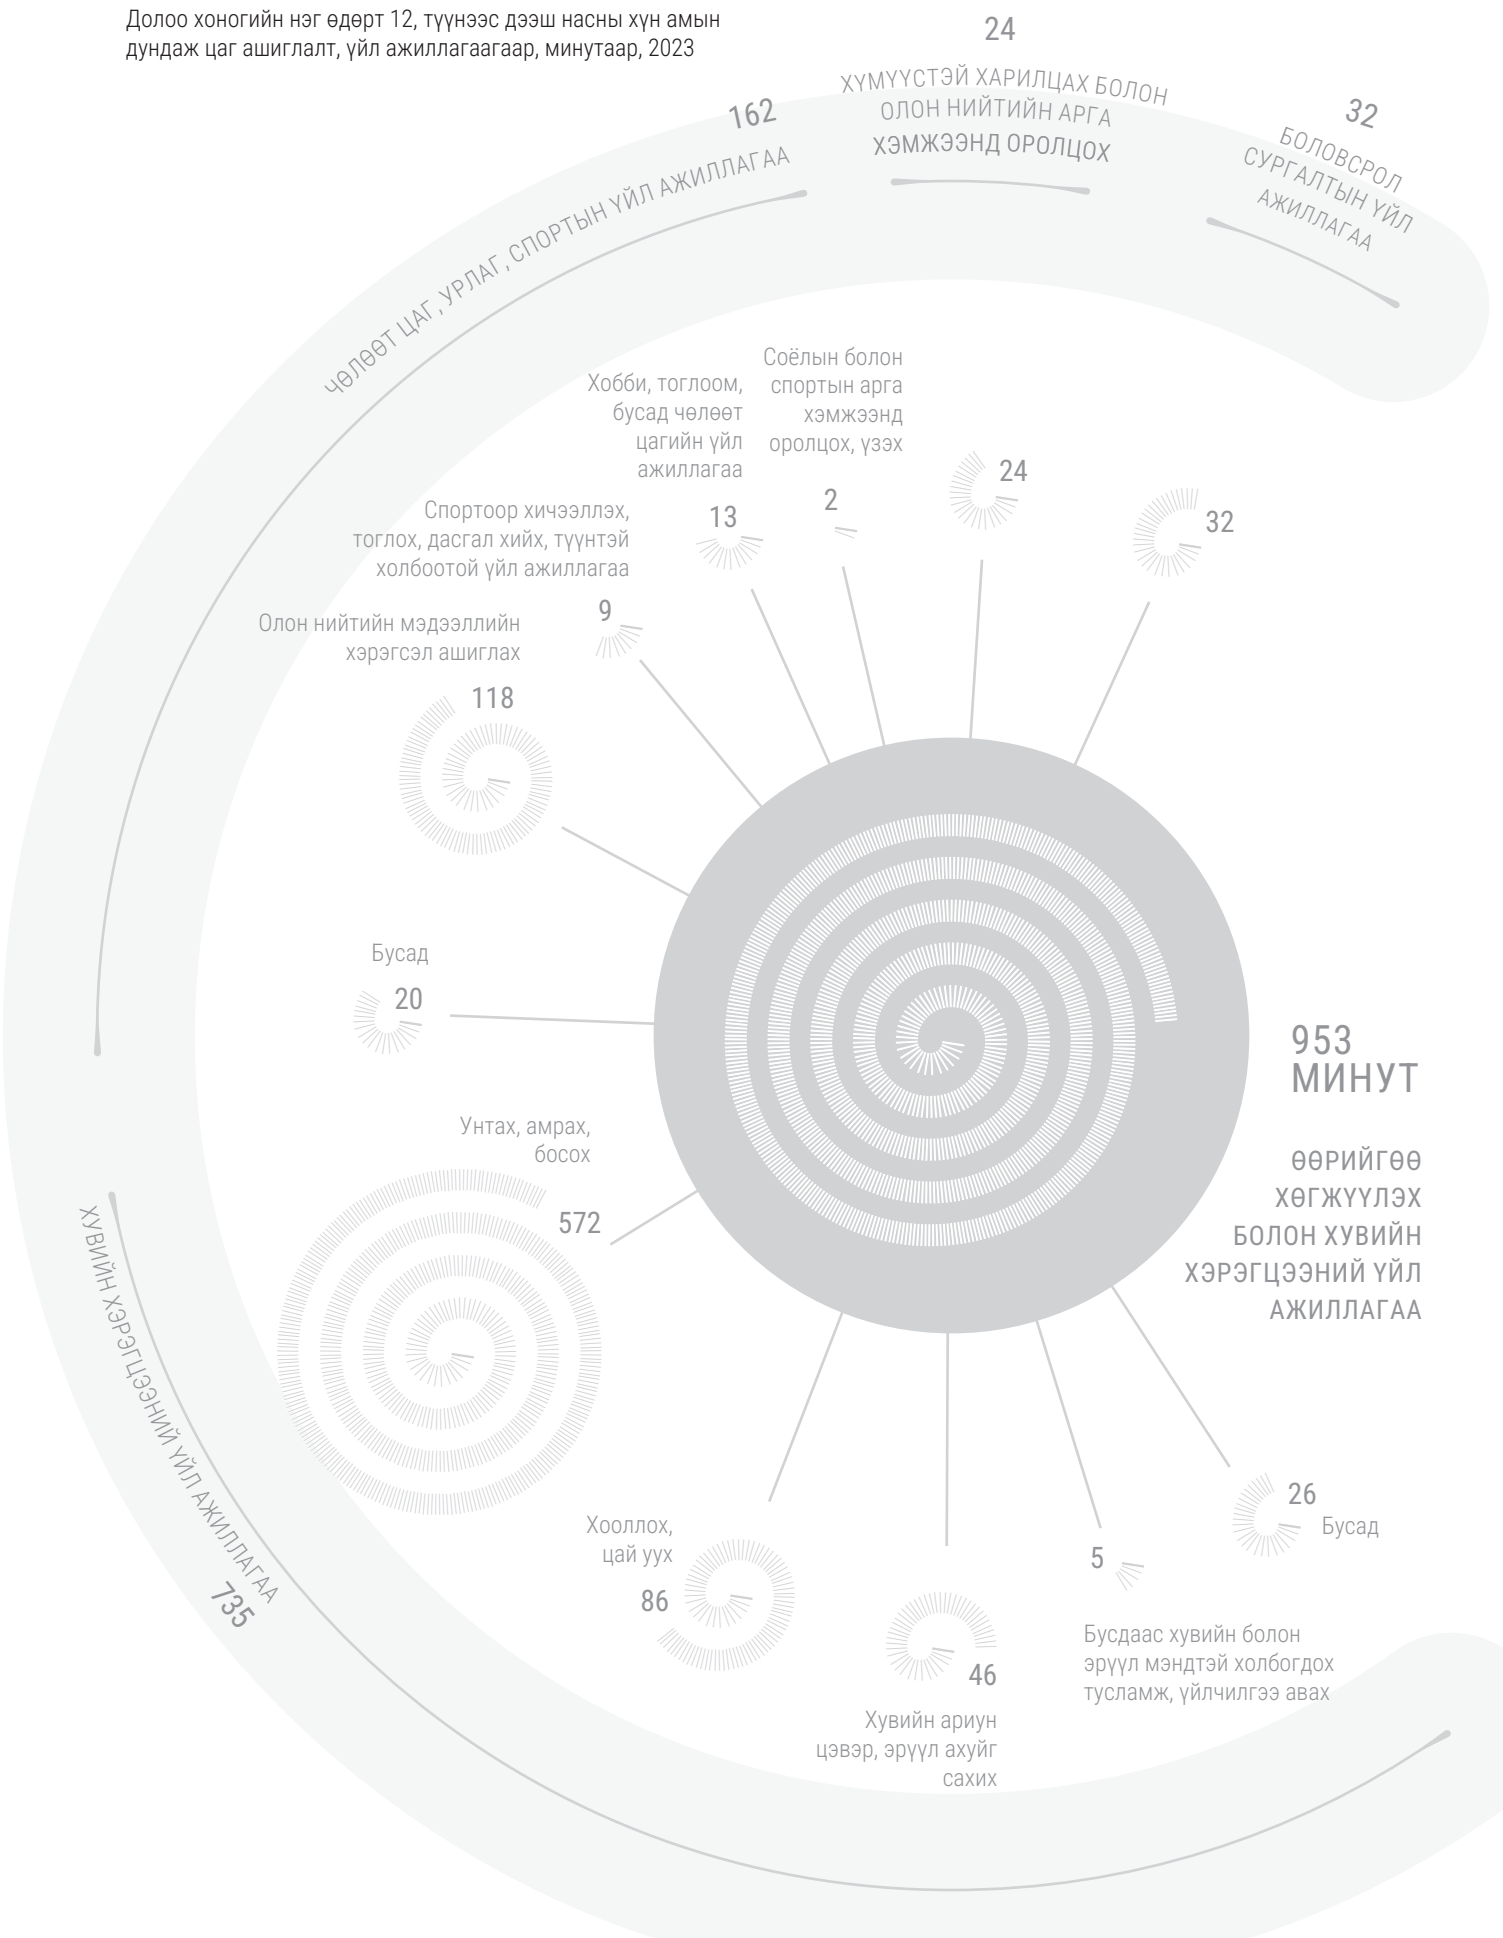 Долоо хоногийн нэг өдөрт 12, түүнээс дээш насны хүн амын
дундаж цаг ашиглалт, үйл ажиллагаагаар, минутаар, 2023
24
ХҮМҮҮСТЭЙ ХАРИЛЦАХ БОЛОН
ОЛОН НИЙТИЙН АРГА
ХЭМЖЭЭНД ОРОЛЦОХ
32
БОЛОВСРОЛ
СУРГАЛТЫН ҮЙЛ
АЖИЛЛАГАА
162
ЧӨЛӨӨТ ЦАГ, УРЛАГ, СПОРТЫН ҮЙЛ АЖИЛЛАГАА
Соёлын болон
спортын арга
хэмжээнд
оролцох, үзэх
2
Хобби, тоглоом,
бусад чөлөөт
цагийн үйл
ажиллагаа
13
24
32
Спортоор хичээллэх,
тоглох, дасгал хийх, түүнтэй
холбоотой үйл ажиллагаа
9
Олон нийтийн мэдээллийн
хэрэгсэл ашиглах
118
Бусад
20
953
МИНУТ
ӨӨРИЙГӨӨ
ХӨГЖҮҮЛЭХ
БОЛОН ХУВИЙН
ХЭРЭГЦЭЭНИЙ ҮЙЛ
АЖИЛЛАГАА
Унтах, амрах,
босох
572
ХУВИЙН ХЭРЭГЦЭЭНИЙ ҮЙЛ АЖИЛЛАГАА
735
Хооллох,
цай уух
86
46
Хувийн ариун
цэвэр, эрүүл ахуйг
сахих
5
Бусдаас хувийн болон
эрүүл мэндтэй холбогдох
тусламж, үйлчилгээ авах
26
Бусад